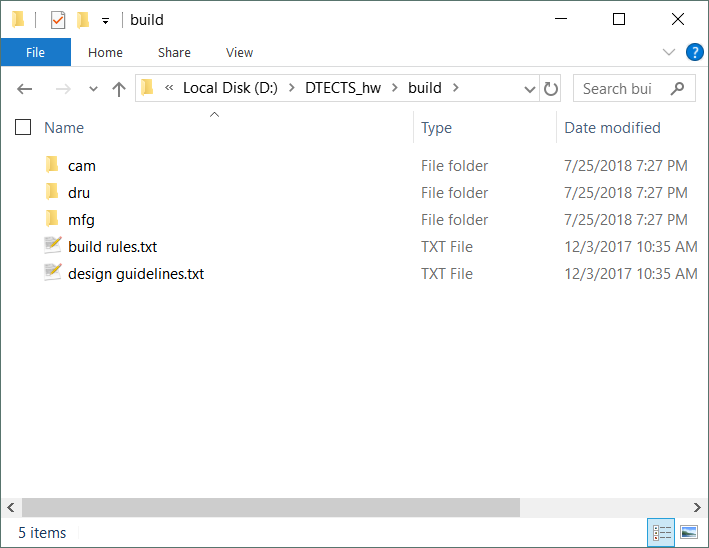 build
File Home Share View
« Local Disk (D:) > DTECTS_hw > build > Search bui
Name Type Date modified
cam File folder 7/25/2018 7:27 PM
dru File folder 7/25/2018 7:27 PM
mfg File folder 7/25/2018 7:27 PM
build rules.txt TXT File 12/3/2017 10:35 AM
design guidelines.txt TXT File 12/3/2017 10:35 AM
5 items